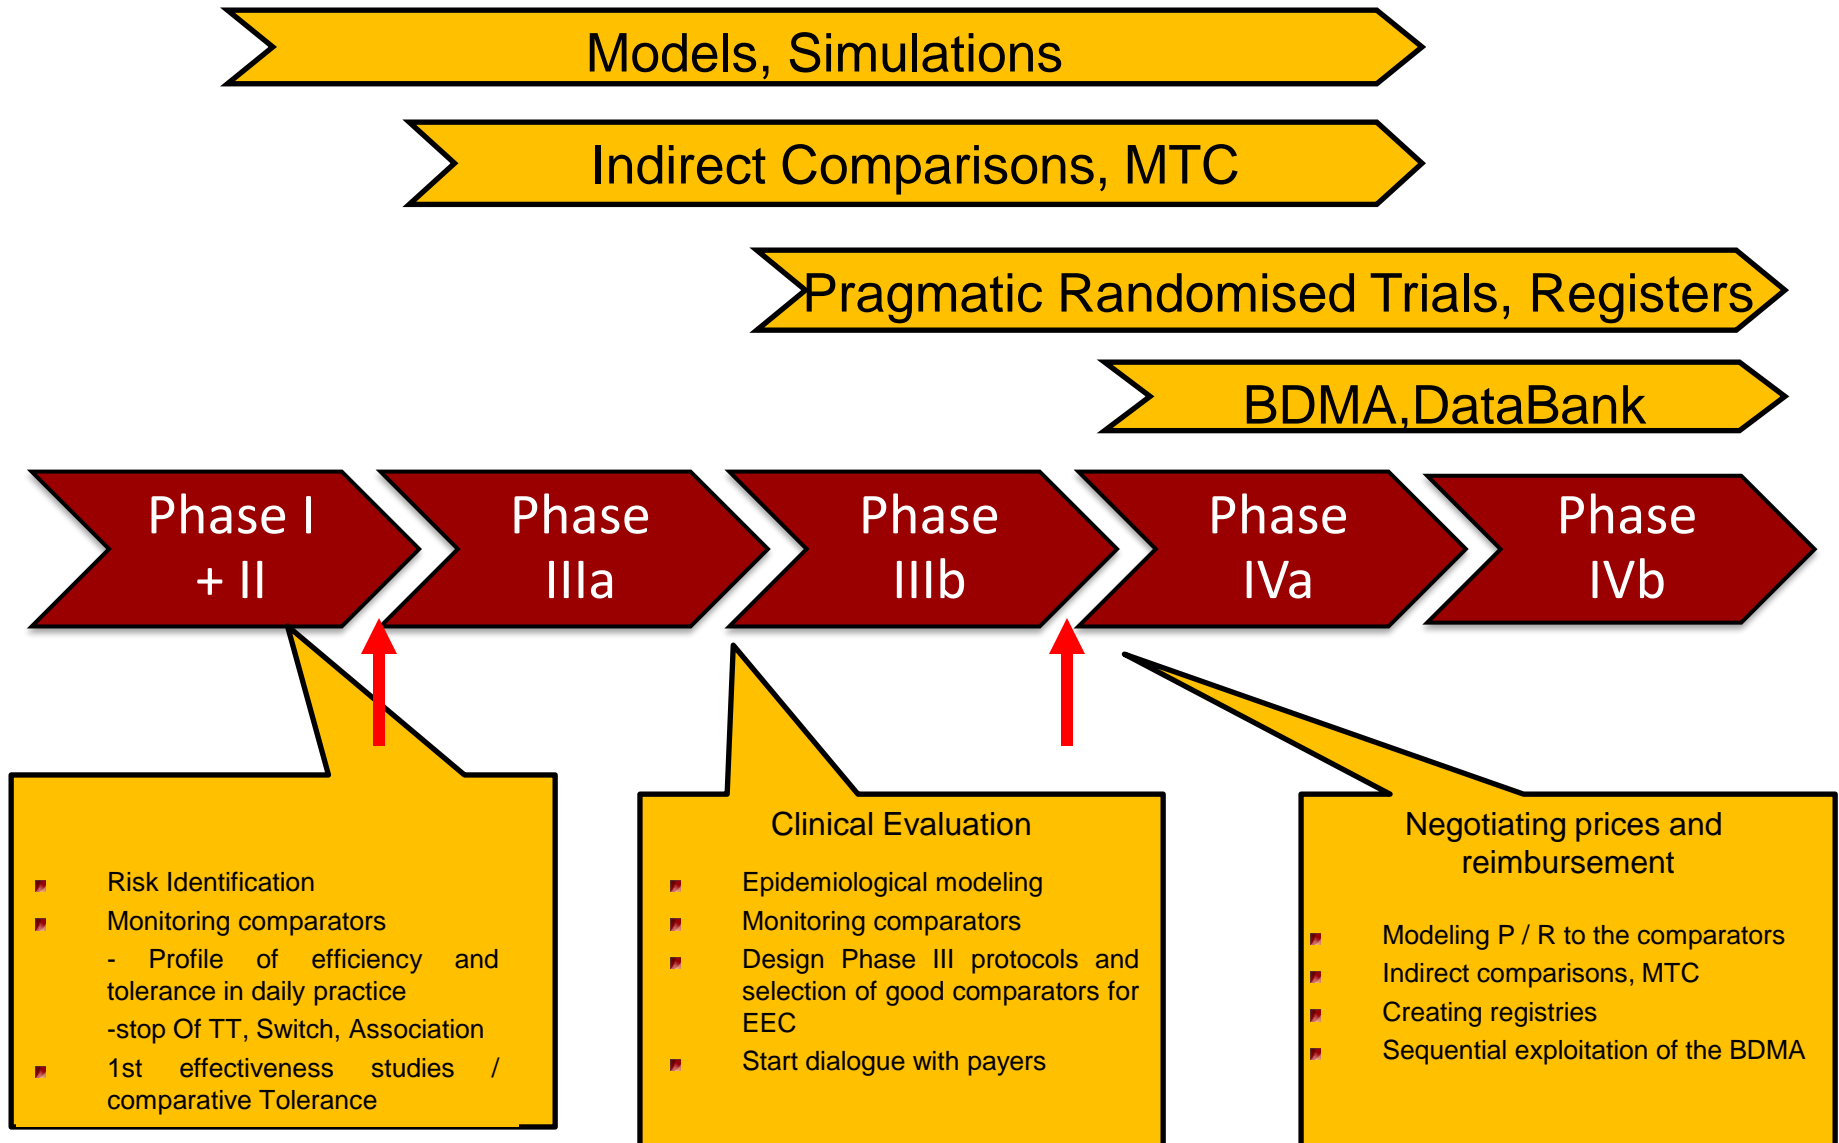 Models, Simulations
Indirect Comparisons, MTC
Pragmatic Randomised Trials, Registers
BDMA,DataBank
Phase I
+ II
Phase
IIIa
Phase
IIIb
Phase
IVa
Phase
IVb
Risk Identification
Monitoring comparators
- Profile of efficiency and
tolerance in daily practice
-stop Of TT, Switch, Association
1st effectiveness studies /
comparative Tolerance
Clinical Evaluation
Epidemiological modeling
Monitoring comparators
Design Phase III protocols and
selection of good comparators for
EEC
Start dialogue with payers
Negotiating prices and
reimbursement
Modeling P / R to the comparators
Indirect comparisons, MTC
Creating registries
Sequential exploitation of the BDMA